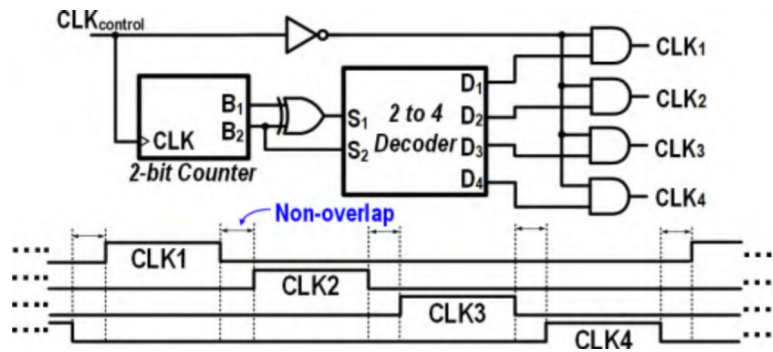 CLKcontrol
CLK1
B1
D1
2 to 4
S1
CLK2
B2
D2
CLK
Decoder
S2
D3
CLK3
2-bit Counter
D4
CLK4
Non-overlap
CLK1
CLK2
CLK3
CLK4